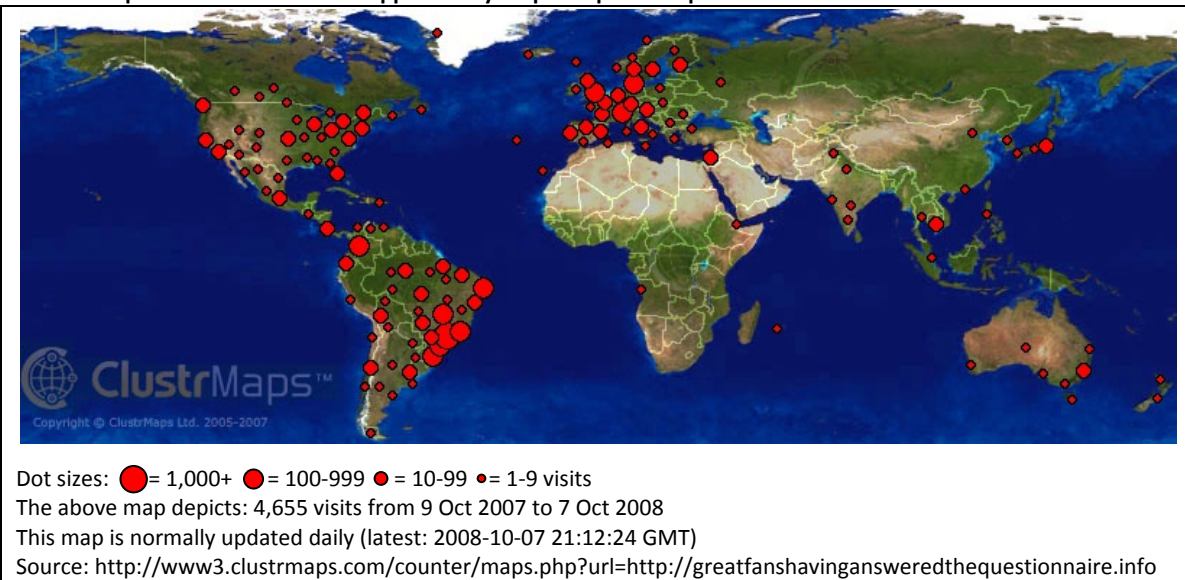 ClustrMaps™
Copyright © ClustrMaps Ltd. 2005-2007
Dot sizes: = 1,000+ = 100-999 = 10-99 = 1-9 visits
The above map depicts: 4,655 visits from 9 Oct 2007 to 7 Oct 2008
This map is normally updated daily (latest: 2008-10-07 21:12:24 GMT)
Source: http://www3.clustrmaps.com/counter/maps.php?url=http://greatfanshavingansweredthequestionnaire.info